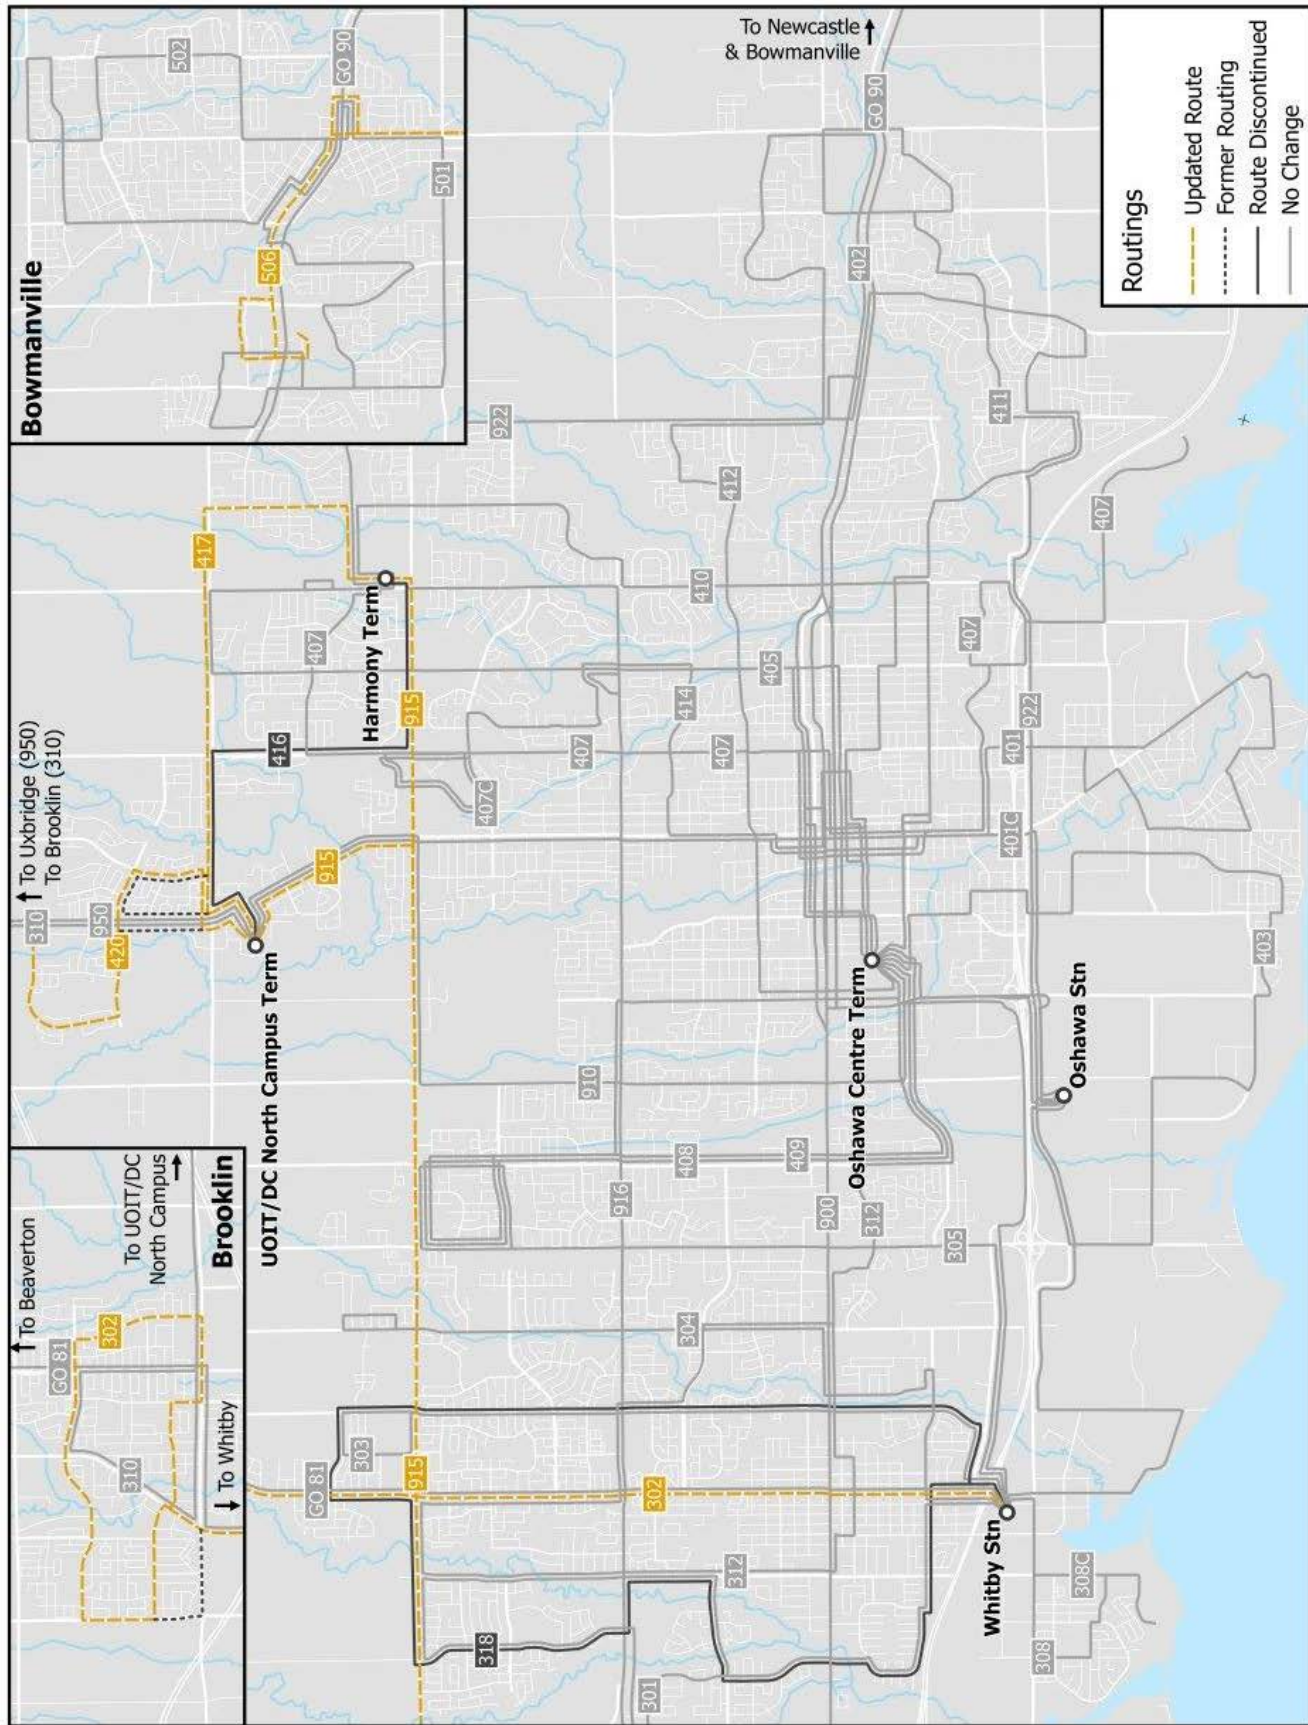 Bowmanville
502
GO 90
506
501
To Newcastle
& Bowmanville
GO 90
Routings
Updated Route
Former Routing
Route Discontinued
No Change
402
922
411
412
417
407
410
Harmony Term
407
407
915
405
414
416
407
407
922
401
407C
401C
To Uxbridge (950)
To Brooklin (310)
915
310
950
420
UOIT/DC North Campus Term
403
Oshawa Centre Term
Oshawa Stn
910
408
409
916
900
312
305
To Beaverton
To UOIT/DC
North Campus
Brooklin
GO 81
302
310
To Whitby
304
GO 81
303
915
302
Whitby Stn
312
308C
318
301
308